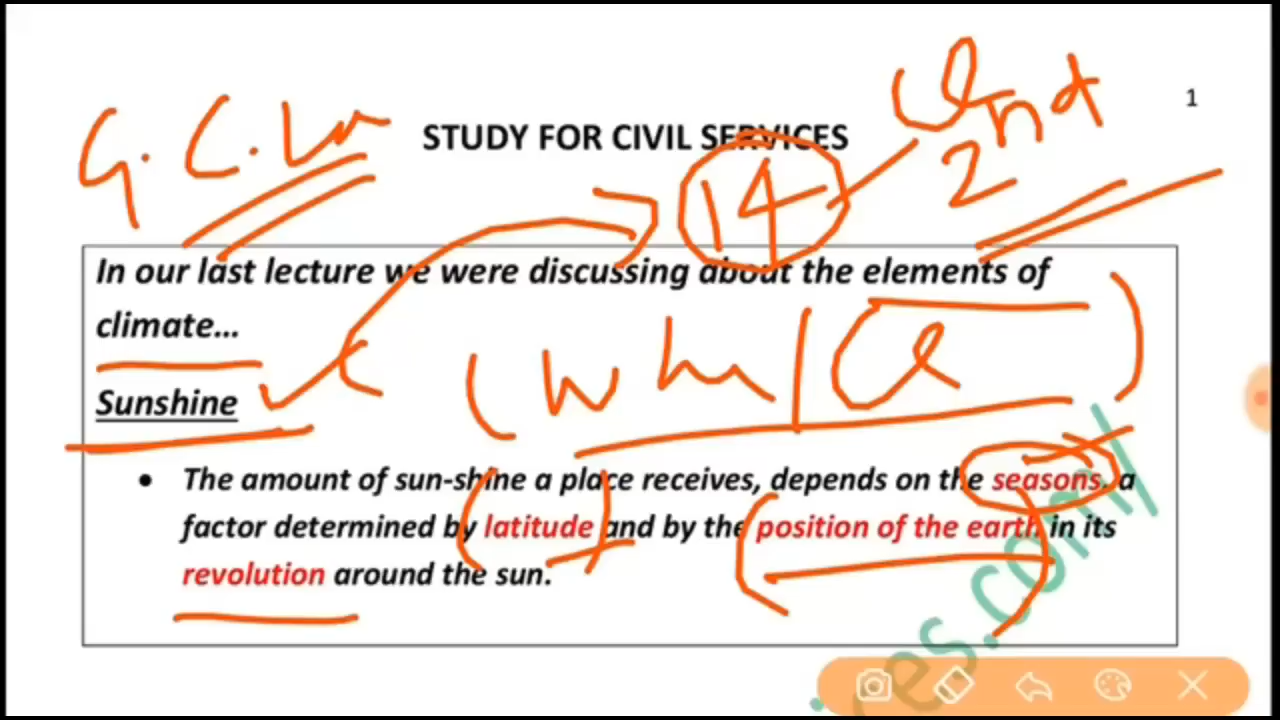 1
G. C. L
STUDY FOR CIVIL SERVICES
14
2nd
In our last lecture we were discussing about the elements of
climate...
Sunshine
• The amount of sun-shine a place receives, depends on the seasons, a
factor determined by latitude and by the position of the earth in its
revolution around the sun.